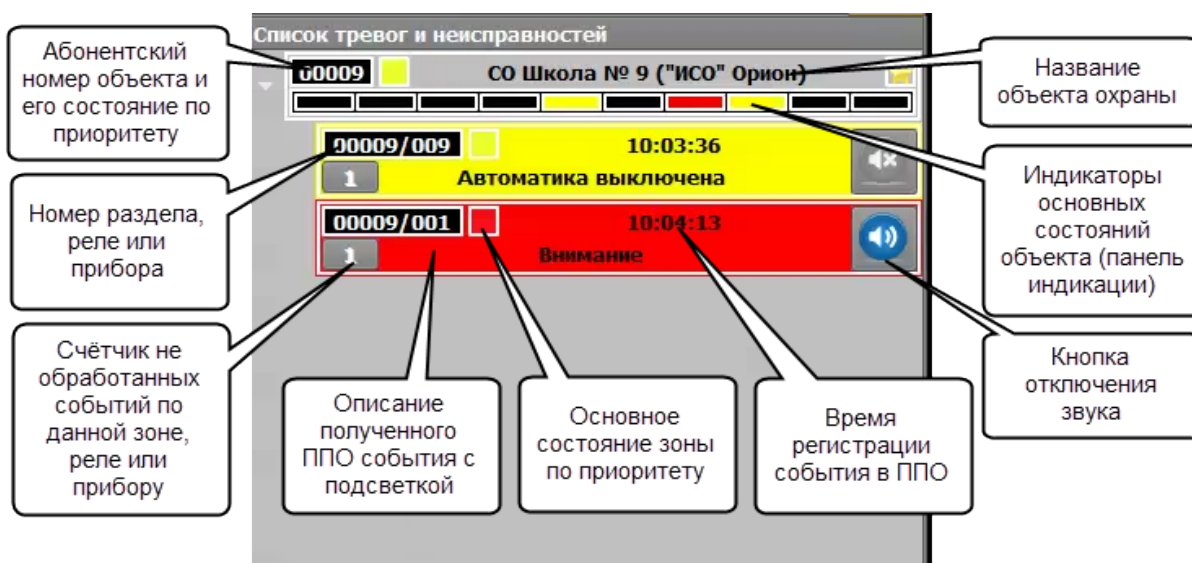 Список тревог и неисправностей
00009
СО Школа № 9 ("ИСО" Орион)
00009/009
10:03:36
1
Автоматика выключена
00009/001
10:04:13
1
Внимание
Абонентский
номер объекта и
его состояние по
приоритету
Номер раздела,
реле или
прибора
Счётчик не
обработанных
событий по
данной зоне,
реле или
прибору
Описание
полученного
ППО события с
подсветкой
Основное
состояние зоны
по приоритету
Время
регистрации
события в ППО
Название
объекта охраны
Индикаторы
основных
состояний
объекта (панель
индикации)
Кнопка
отключения
звука